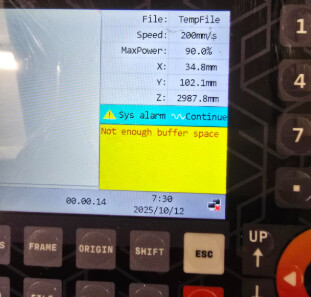 File: TempFile
Speed: 200mm/s
MaxPower: 90.0%
X: 34.8mm
Y: 102.1mm
Z: 2987.8mm
Sys alarm Continue
Not enough buffer space
00.00.14
7:30
2025/10/12
1
4
7
FRAME
ORIGIN
SHIFT
ESC
UP